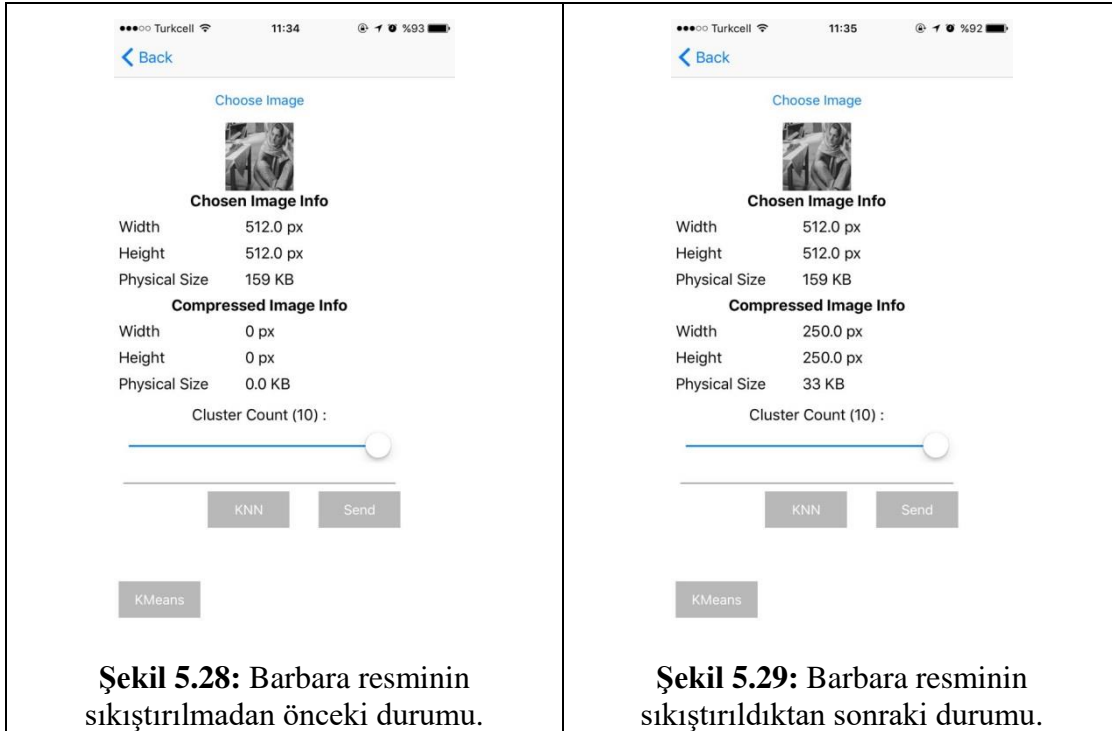 ●●●○○ Turkcell 11:34 %93
Back
Choose Image
Chosen Image Info
Width 512.0 px
Height 512.0 px
Physical Size 159 KB
Compressed Image Info
Width 0 px
Height 0 px
Physical Size 0.0 KB
Cluster Count (10) :
KNN Send
KMeans
Şekil 5.28: Barbara resminin
sıkıştırılmadan önceki durumu.
●●●○○ Turkcell 11:35 %92
Back
Choose Image
Chosen Image Info
Width 512.0 px
Height 512.0 px
Physical Size 159 KB
Compressed Image Info
Width 250.0 px
Height 250.0 px
Physical Size 33 KB
Cluster Count (10) :
KNN Send
KMeans
Şekil 5.29: Barbara resminin
sıkıştırıldıktan sonraki durumu.